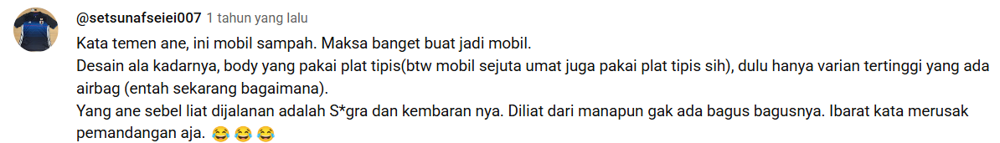 @setsunafseiei007 1 tahun yang lalu
Kata temen ane, ini mobil sampah. Maksa banget buat jadi mobil.
Desain ala kadarnya, body yang pakai plat tipis(btw mobil sejuta umat juga pakai plat tipis sih), dulu hanya varian tertinggi yang ada
airbag (entah sekarang bagaimana).
Yang ane sebel liat dijalanan adalah S*gra dan kembaran nya. Diliat dari manapun gak ada bagus bagusnya. Ibarat kata merusak
pemandangan aja. 😂 😂 😂